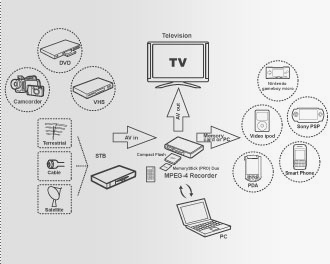 Television
DVD
TV
Camcorder
VHS
Nintendo
gameboy micro
Video ipod
Sony PSP
AV out
Terrestrial
AV in
Memory
card or PC
STB
Compact Flash
Cable
MemoryStick (PRO) Duo
MPEG-4 Recorder
PDA
Smart Phone
Satellite
PC